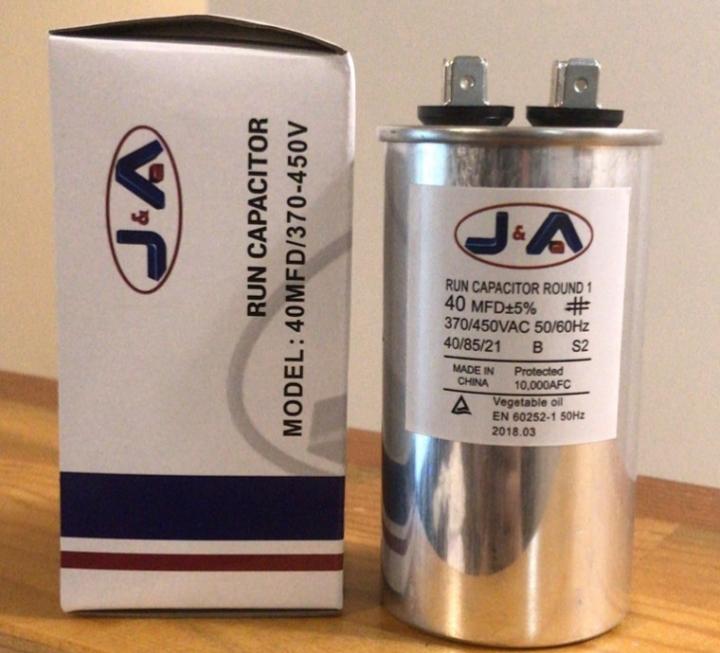 J&A
RUN CAPACITOR
MODEL: 40MFD/370-450V
J&A
RUN CAPACITOR ROUND 1
40 MFD±5%
370/450VAC 50/60Hz
40/85/21 B S2
MADE IN CHINA
Protected 10,000AFC
Vegetable oil
EN 60252-1 50Hz
2018.03